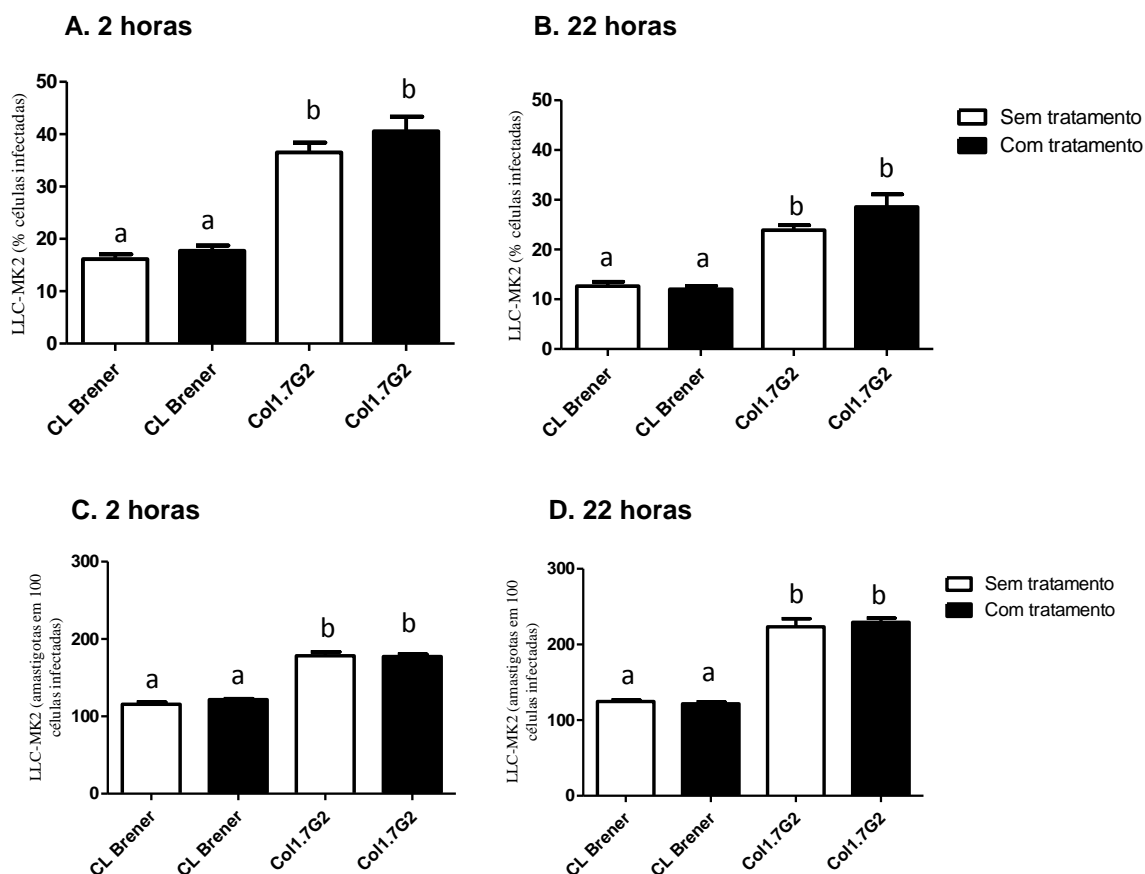 A. 2 horas
LLC-MK2 (% células infectadas)
50
40
30
20
10
0
a
a
b
b
CL Brener
CL Brener
Col1.7G2
Col1.7G2
B. 22 horas
LLC-MK2 (% células infectadas)
50
40
30
20
10
0
a
a
b
b
CL Brener
CL Brener
Col1.7G2
Col1.7G2
Sem tratamento
Com tratamento
C. 2 horas
LLC-MK2 (amastigotas em 100
células infectadas)
300
200
100
0
a
a
b
b
CL Brener
CL Brener
Col1.7G2
Col1.7G2
D. 22 horas
LLC-MK2 (amastigotas em 100
células infectadas)
300
200
100
0
a
a
b
b
CL Brener
CL Brener
Col1.7G2
Col1.7G2
Sem tratamento
Com tratamento